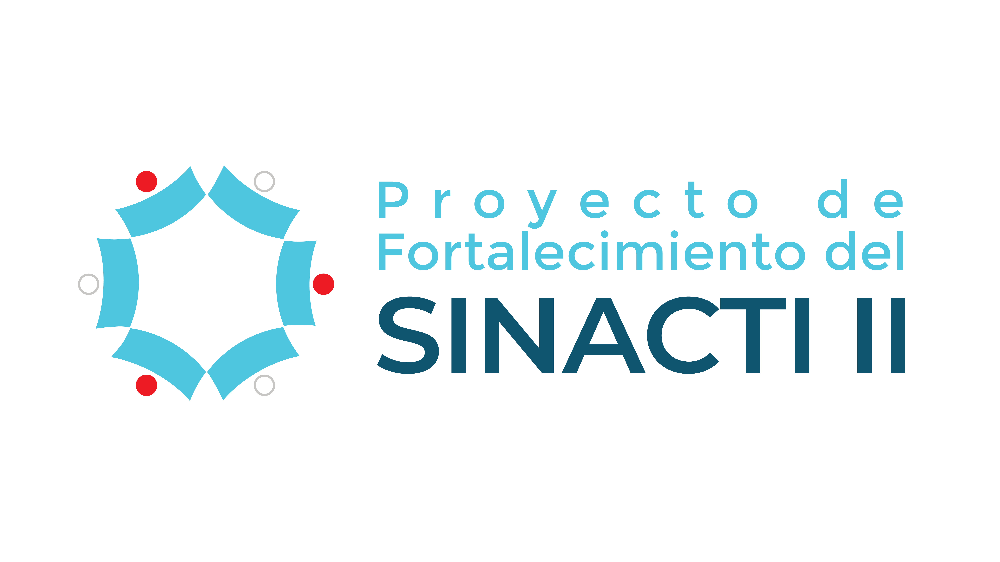 Proyecto de
Fortalecimiento del
SINACTI II